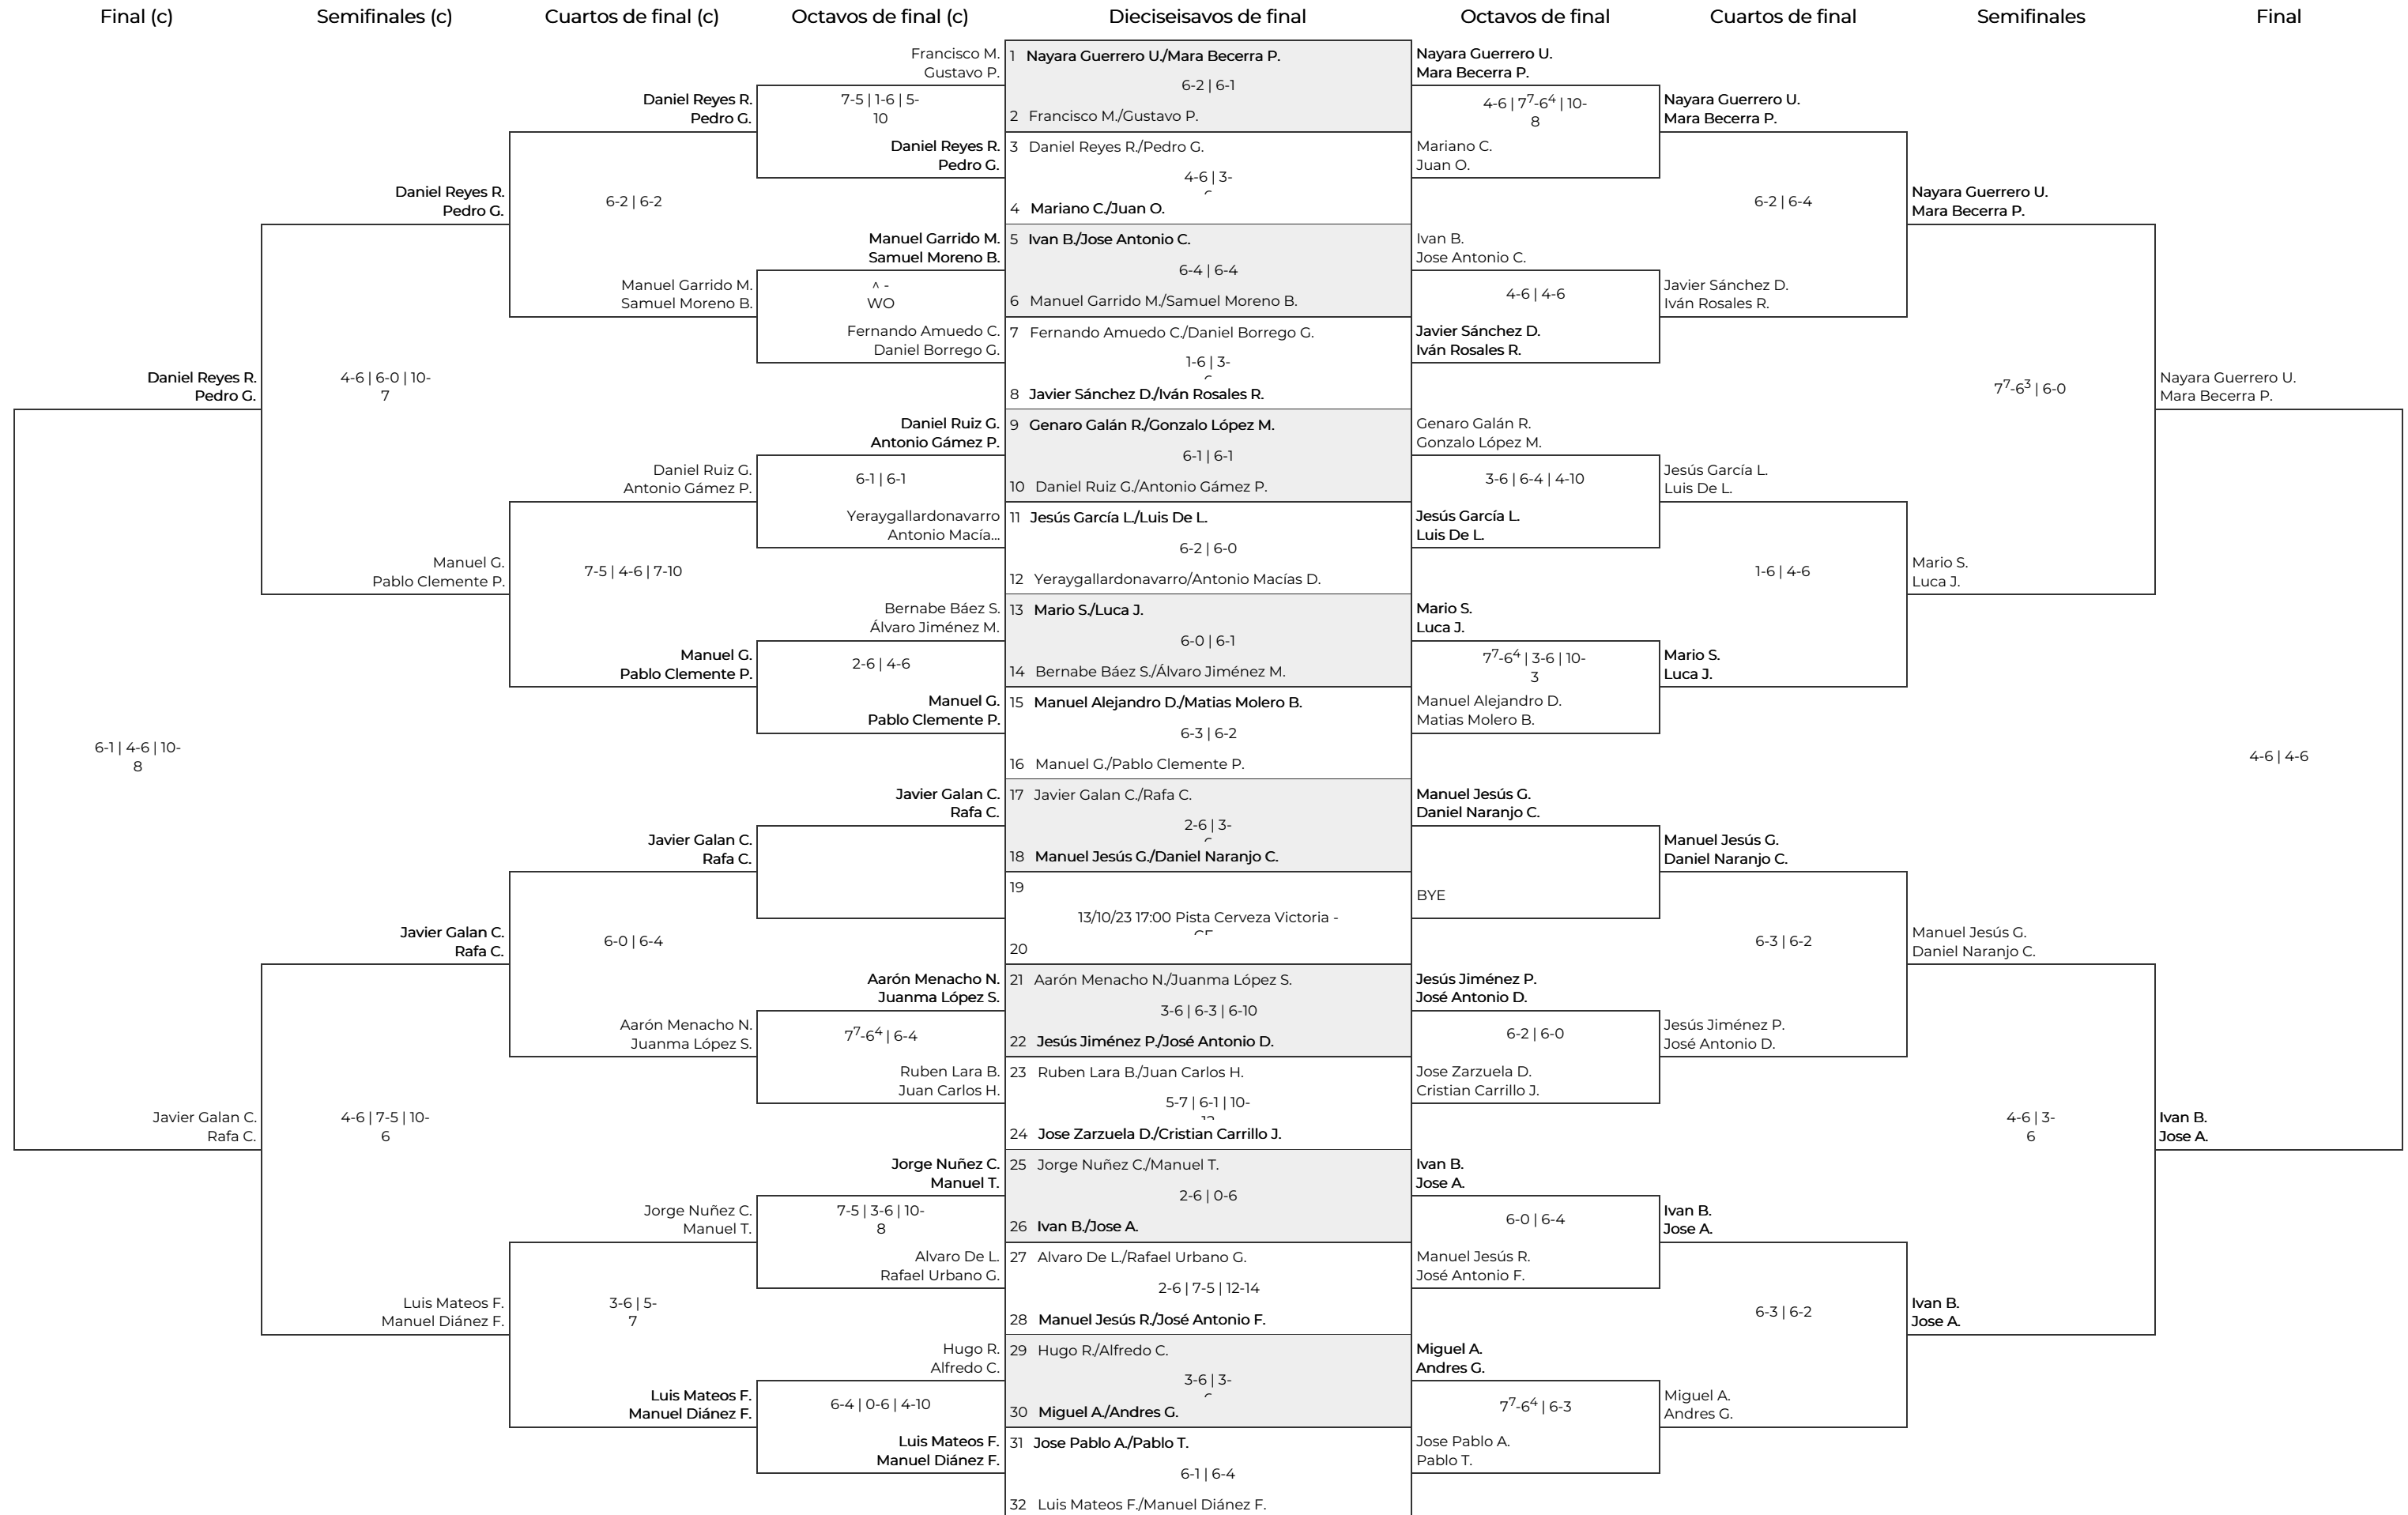 Final (c)
Semifinales (c)
Cuartos de final (c)
Octavos de final (c)
Dieciseisavos de final
Octavos de final
Cuartos de final
Semifinales
Final
Daniel Reyes R.
Pedro G.
6-1 | 4-6 | 10-
8
Javier Galan C.
Rafa C.
Daniel Reyes R.
Pedro G.
4-6 | 6-0 | 10-
7
Manuel G.
Pablo Clemente P.
Javier Galan C.
Rafa C.
4-6 | 7-5 | 10-
6
Luis Mateos F.
Manuel Diánez F.
Daniel Reyes R.
Pedro G.
6-2 | 6-2
Manuel Garrido M.
Samuel Moreno B.
Daniel Ruiz G.
Antonio Gámez P.
7-5 | 4-6 | 7-10
Manuel G.
Pablo Clemente P.
Javier Galan C.
Rafa C.
6-0 | 6-4
Aarón Menacho N.
Juanma López S.
Jorge Nuñez C.
Manuel T.
3-6 | 5-
7
Luis Mateos F.
Manuel Diánez F.
Francisco M.
Gustavo P.
7-5 | 1-6 | 5-
10
Daniel Reyes R.
Pedro G.
Manuel Garrido M.
Samuel Moreno B.
^ -
WO
Fernando Amuedo C.
Daniel Borrego G.
Daniel Ruiz G.
Antonio Gámez P.
6-1 | 6-1
Yeraygallardonavarro
Antonio Macía...
Bernabe Báez S.
Álvaro Jiménez M.
2-6 | 4-6
Manuel G.
Pablo Clemente P.
Javier Galan C.
Rafa C.
Aarón Menacho N.
Juanma López S.
7⁷-6⁴ | 6-4
Ruben Lara B.
Juan Carlos H.
Jorge Nuñez C.
Manuel T.
7-5 | 3-6 | 10-
8
Alvaro De L.
Rafael Urbano G.
Hugo R.
Alfredo C.
6-4 | 0-6 | 4-10
Luis Mateos F.
Manuel Diánez F.
1 Nayara Guerrero U./Mara Becerra P.
6-2 | 6-1
2 Francisco M./Gustavo P.
3 Daniel Reyes R./Pedro G.
4-6 | 3-
4 Mariano C./Juan O.
5 Ivan B./Jose Antonio C.
6-4 | 6-4
6 Manuel Garrido M./Samuel Moreno B.
7 Fernando Amuedo C./Daniel Borrego G.
1-6 | 3-
8 Javier Sánchez D./Iván Rosales R.
9 Genaro Galán R./Gonzalo López M.
6-1 | 6-1
10 Daniel Ruiz G./Antonio Gámez P.
11 Jesús García L./Luis De L.
6-2 | 6-0
12 Yeraygallardonavarro/Antonio Macías D.
13 Mario S./Luca J.
6-0 | 6-1
14 Bernabe Báez S./Álvaro Jiménez M.
15 Manuel Alejandro D./Matias Molero B.
6-3 | 6-2
16 Manuel G./Pablo Clemente P.
17 Javier Galan C./Rafa C.
2-6 | 3-
18 Manuel Jesús G./Daniel Naranjo C.
19
13/10/23 17:00 Pista Cerveza Victoria -
20
21 Aarón Menacho N./Juanma López S.
3-6 | 6-3 | 6-10
22 Jesús Jiménez P./José Antonio D.
23 Ruben Lara B./Juan Carlos H.
5-7 | 6-1 | 10-
24 Jose Zarzuela D./Cristian Carrillo J.
25 Jorge Nuñez C./Manuel T.
2-6 | 0-6
26 Ivan B./Jose A.
27 Alvaro De L./Rafael Urbano G.
2-6 | 7-5 | 12-14
28 Manuel Jesús R./José Antonio F.
29 Hugo R./Alfredo C.
3-6 | 3-
30 Miguel A./Andres G.
31 Jose Pablo A./Pablo T.
6-1 | 6-4
32 Luis Mateos F./Manuel Diánez F.
Nayara Guerrero U.
Mara Becerra P.
4-6 | 7⁷-6⁴ | 10-
8
Mariano C.
Juan O.
Ivan B.
Jose Antonio C.
4-6 | 4-6
Javier Sánchez D.
Iván Rosales R.
Genaro Galán R.
Gonzalo López M.
3-6 | 6-4 | 4-10
Jesús García L.
Luis De L.
Mario S.
Luca J.
7⁷-6⁴ | 3-6 | 10-
3
Manuel Alejandro D.
Matias Molero B.
Manuel Jesús G.
Daniel Naranjo C.
BYE
Jesús Jiménez P.
José Antonio D.
6-2 | 6-0
Jose Zarzuela D.
Cristian Carrillo J.
Ivan B.
Jose A.
6-0 | 6-4
Manuel Jesús R.
José Antonio F.
Miguel A.
Andres G.
7⁷-6⁴ | 6-3
Jose Pablo A.
Pablo T.
Nayara Guerrero U.
Mara Becerra P.
6-2 | 6-4
Javier Sánchez D.
Iván Rosales R.
Jesús García L.
Luis De L.
1-6 | 4-6
Mario S.
Luca J.
Manuel Jesús G.
Daniel Naranjo C.
6-3 | 6-2
Jesús Jiménez P.
José Antonio D.
Ivan B.
Jose A.
6-3 | 6-2
Miguel A.
Andres G.
Nayara Guerrero U.
Mara Becerra P.
7⁷-6³ | 6-0
Mario S.
Luca J.
Manuel Jesús G.
Daniel Naranjo C.
4-6 | 3-
6
Ivan B.
Jose A.
Nayara Guerrero U.
Mara Becerra P.
4-6 | 4-6
Ivan B.
Jose A.